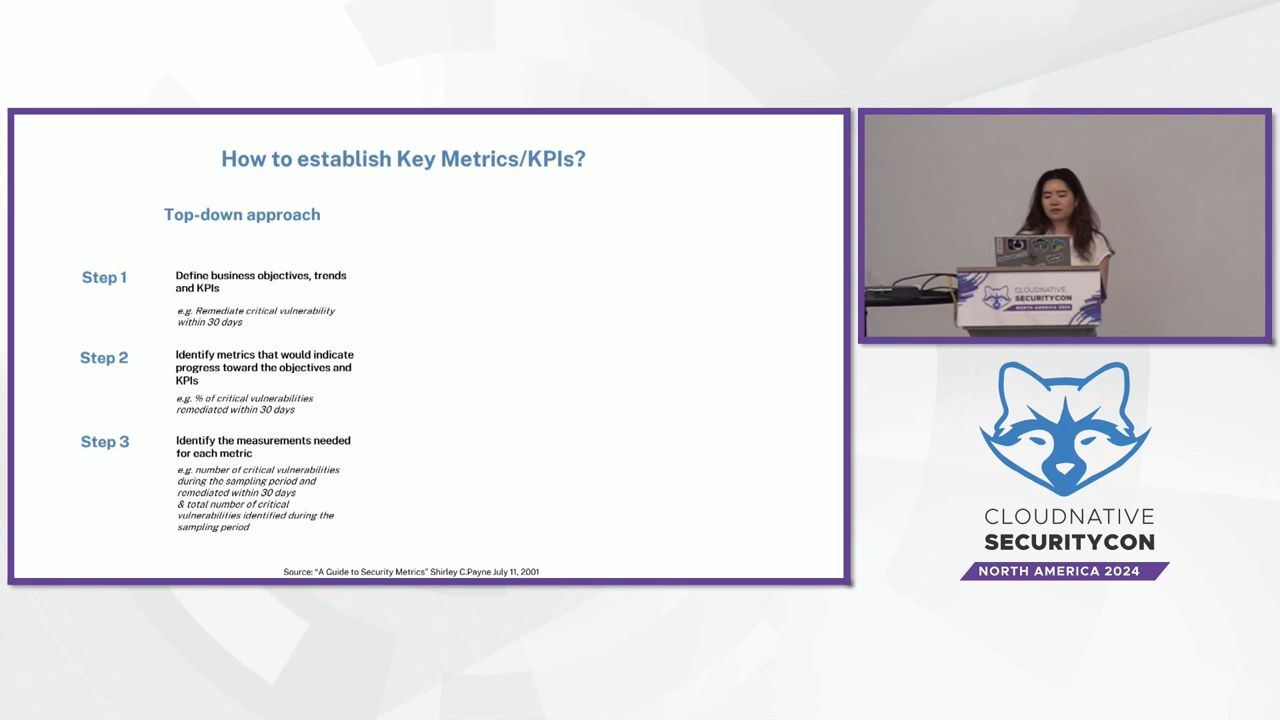 How to establish Key Metrics/KPIs?
Top-down approach
Step 1
Define business objectives, trends
and KPIs
e.g. Remediate critical vulnerability
within 30 days
Step 2
Identify metrics that would indicate
progress toward the objectives and
KPIs
e.g. % of critical vulnerabilities
remediated within 30 days
Step 3
Identify the measurements needed
for each metric
e.g. number of critical vulnerabilities
during the sampling period and
remediated within 30 days
& total number of critical
vulnerabilities identified during the
sampling period
Source: “A Guide to Security Metrics” Shirley C.Payne July 11, 2001
CLOUDNATIVE
SECURITYCON
NORTH AMERICA 2024
CLOUDNATIVE
SECURITYCON
NORTH AMERICA 2024